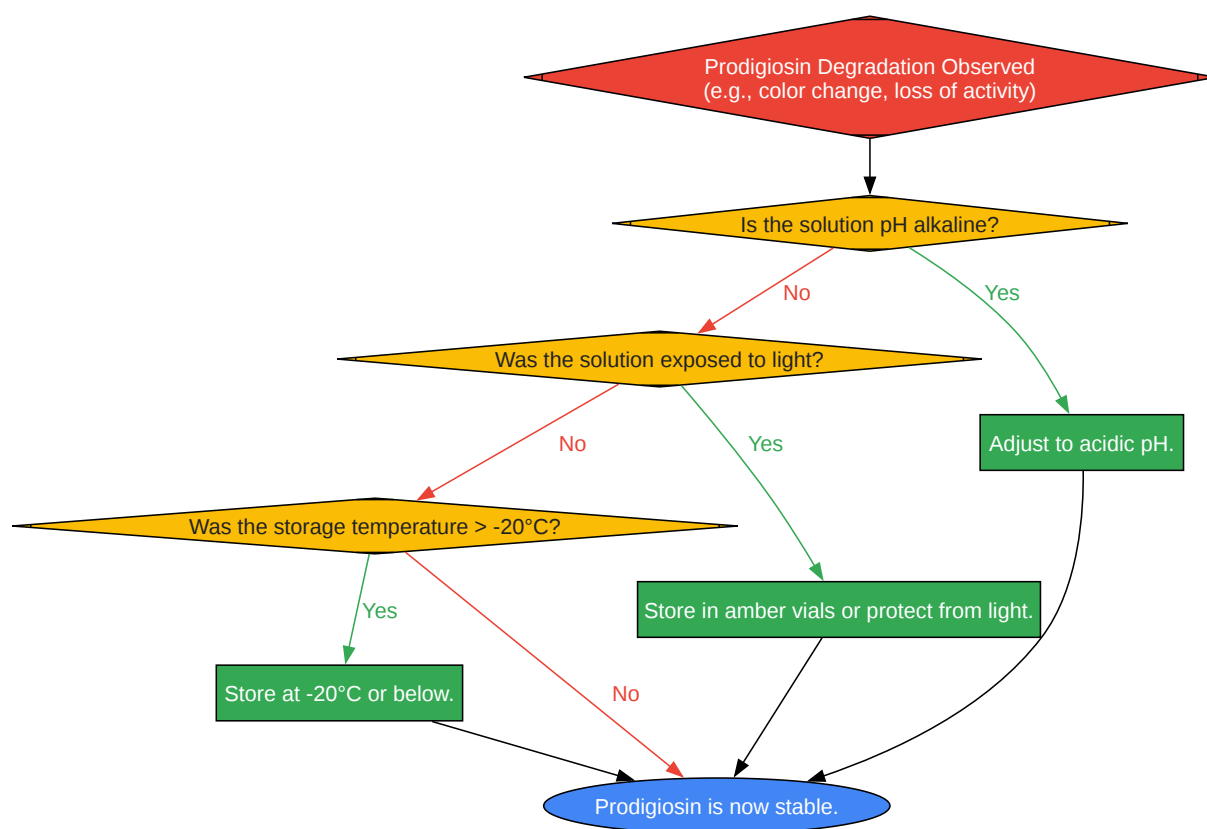 Prodigiosin Degradation Observed
(e.g., color change, loss of activity)
Is the solution pH alkaline?
No
Yes
Was the solution exposed to light?
No
Yes
Adjust to acidic pH.
Was the storage temperature > -20°C?
Yes
Store in amber vials or protect from light.
Store at -20°C or below.
No
Prodigiosin is now stable.